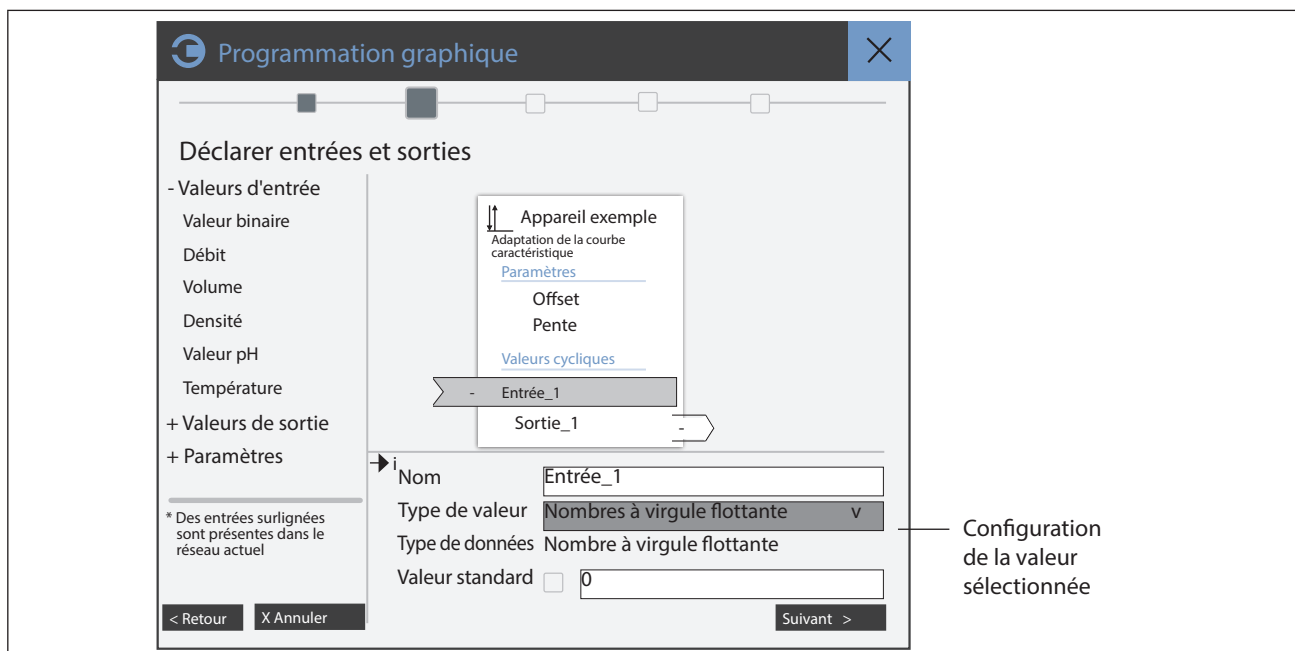 Programmation graphique
Déclarer entrées et sorties
- Valeurs d'entrée
Valeur binaire
Débit
Volume
Densité
Valeur pH
Température
+ Valeurs de sortie
+ Paramètres
* Des entrées surlignées
sont présentes dans le
réseau actuel
< Retour
X Annuler
Appareil exemple
Adaptation de la courbe
caractéristique
Paramètres
Offset
Pente
Valeurs cycliques
- Entrée_1
Sortie_1 -
i
Nom Entrée_1
Type de valeur Nombres à virgule flottante v
Type de données Nombre à virgule flottante
Valeur standard 0
Suivant >
Configuration
de la valeur
sélectionnée